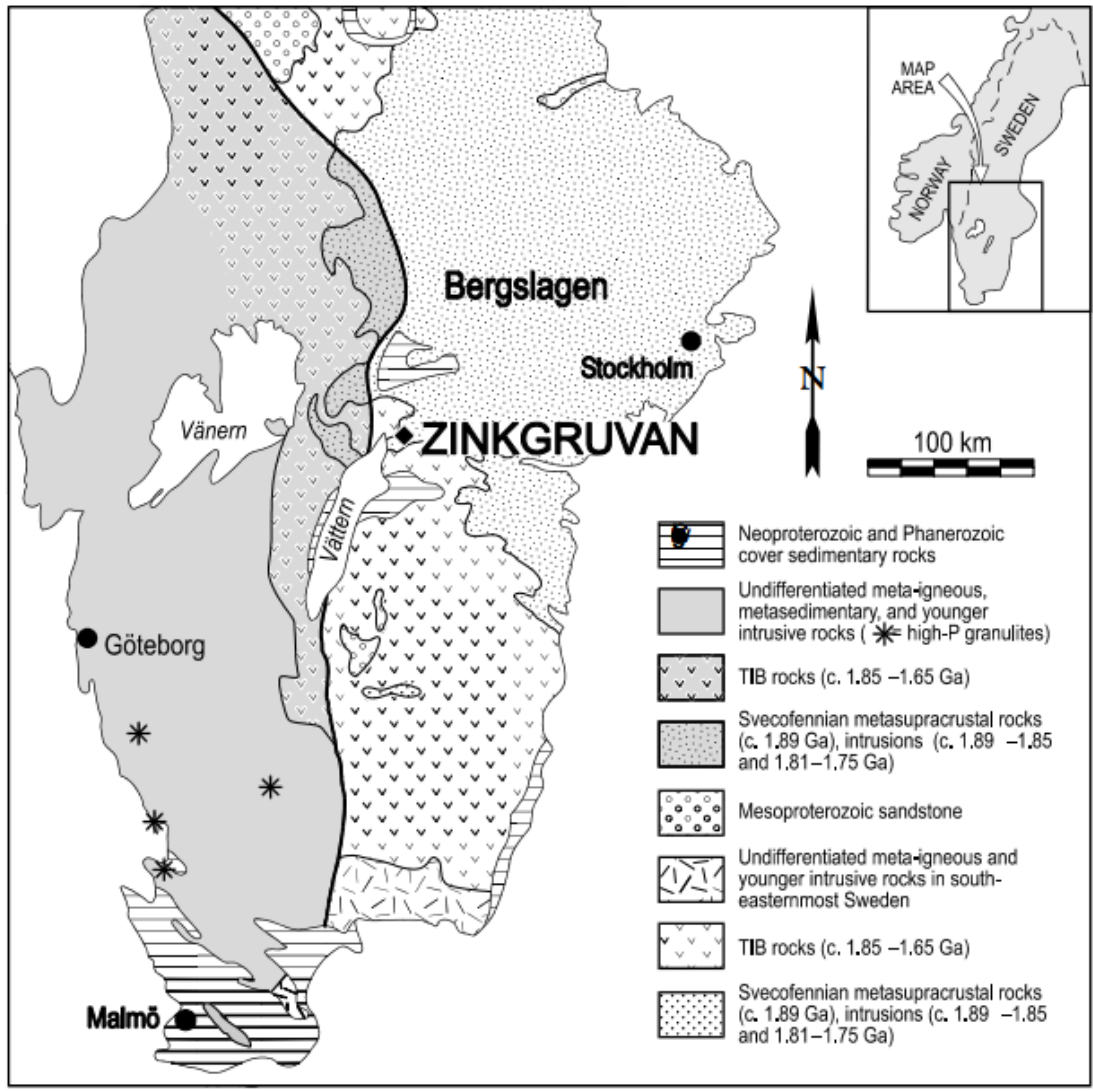 MAP
AREA
SWEDEN
NORWAY
Bergslagen
Stockholm
N
Vänern
ZINKGRUVAN
100 km
Vättern
Göteborg
Malmö
Neoproterozoic and Phanerozoic
cover sedimentary rocks
Undifferentiated meta-igneous,
metasedimentary, and younger
intrusive rocks ( ✳= high-P granulites)
TIB rocks (c. 1.85 –1.65 Ga)
Svecofennian metasupracrustal rocks
(c. 1.89 Ga), intrusions (c. 1.89 –1.85
and 1.81–1.75 Ga)
Mesoproterozoic sandstone
Undifferentiated meta-igneous and
younger intrusive rocks in south-
easternmost Sweden
TIB rocks (c. 1.85 –1.65 Ga)
Svecofennian metasupracrustal rocks
(c. 1.89 Ga), intrusions (c. 1.89 –1.85
and 1.81–1.75 Ga)